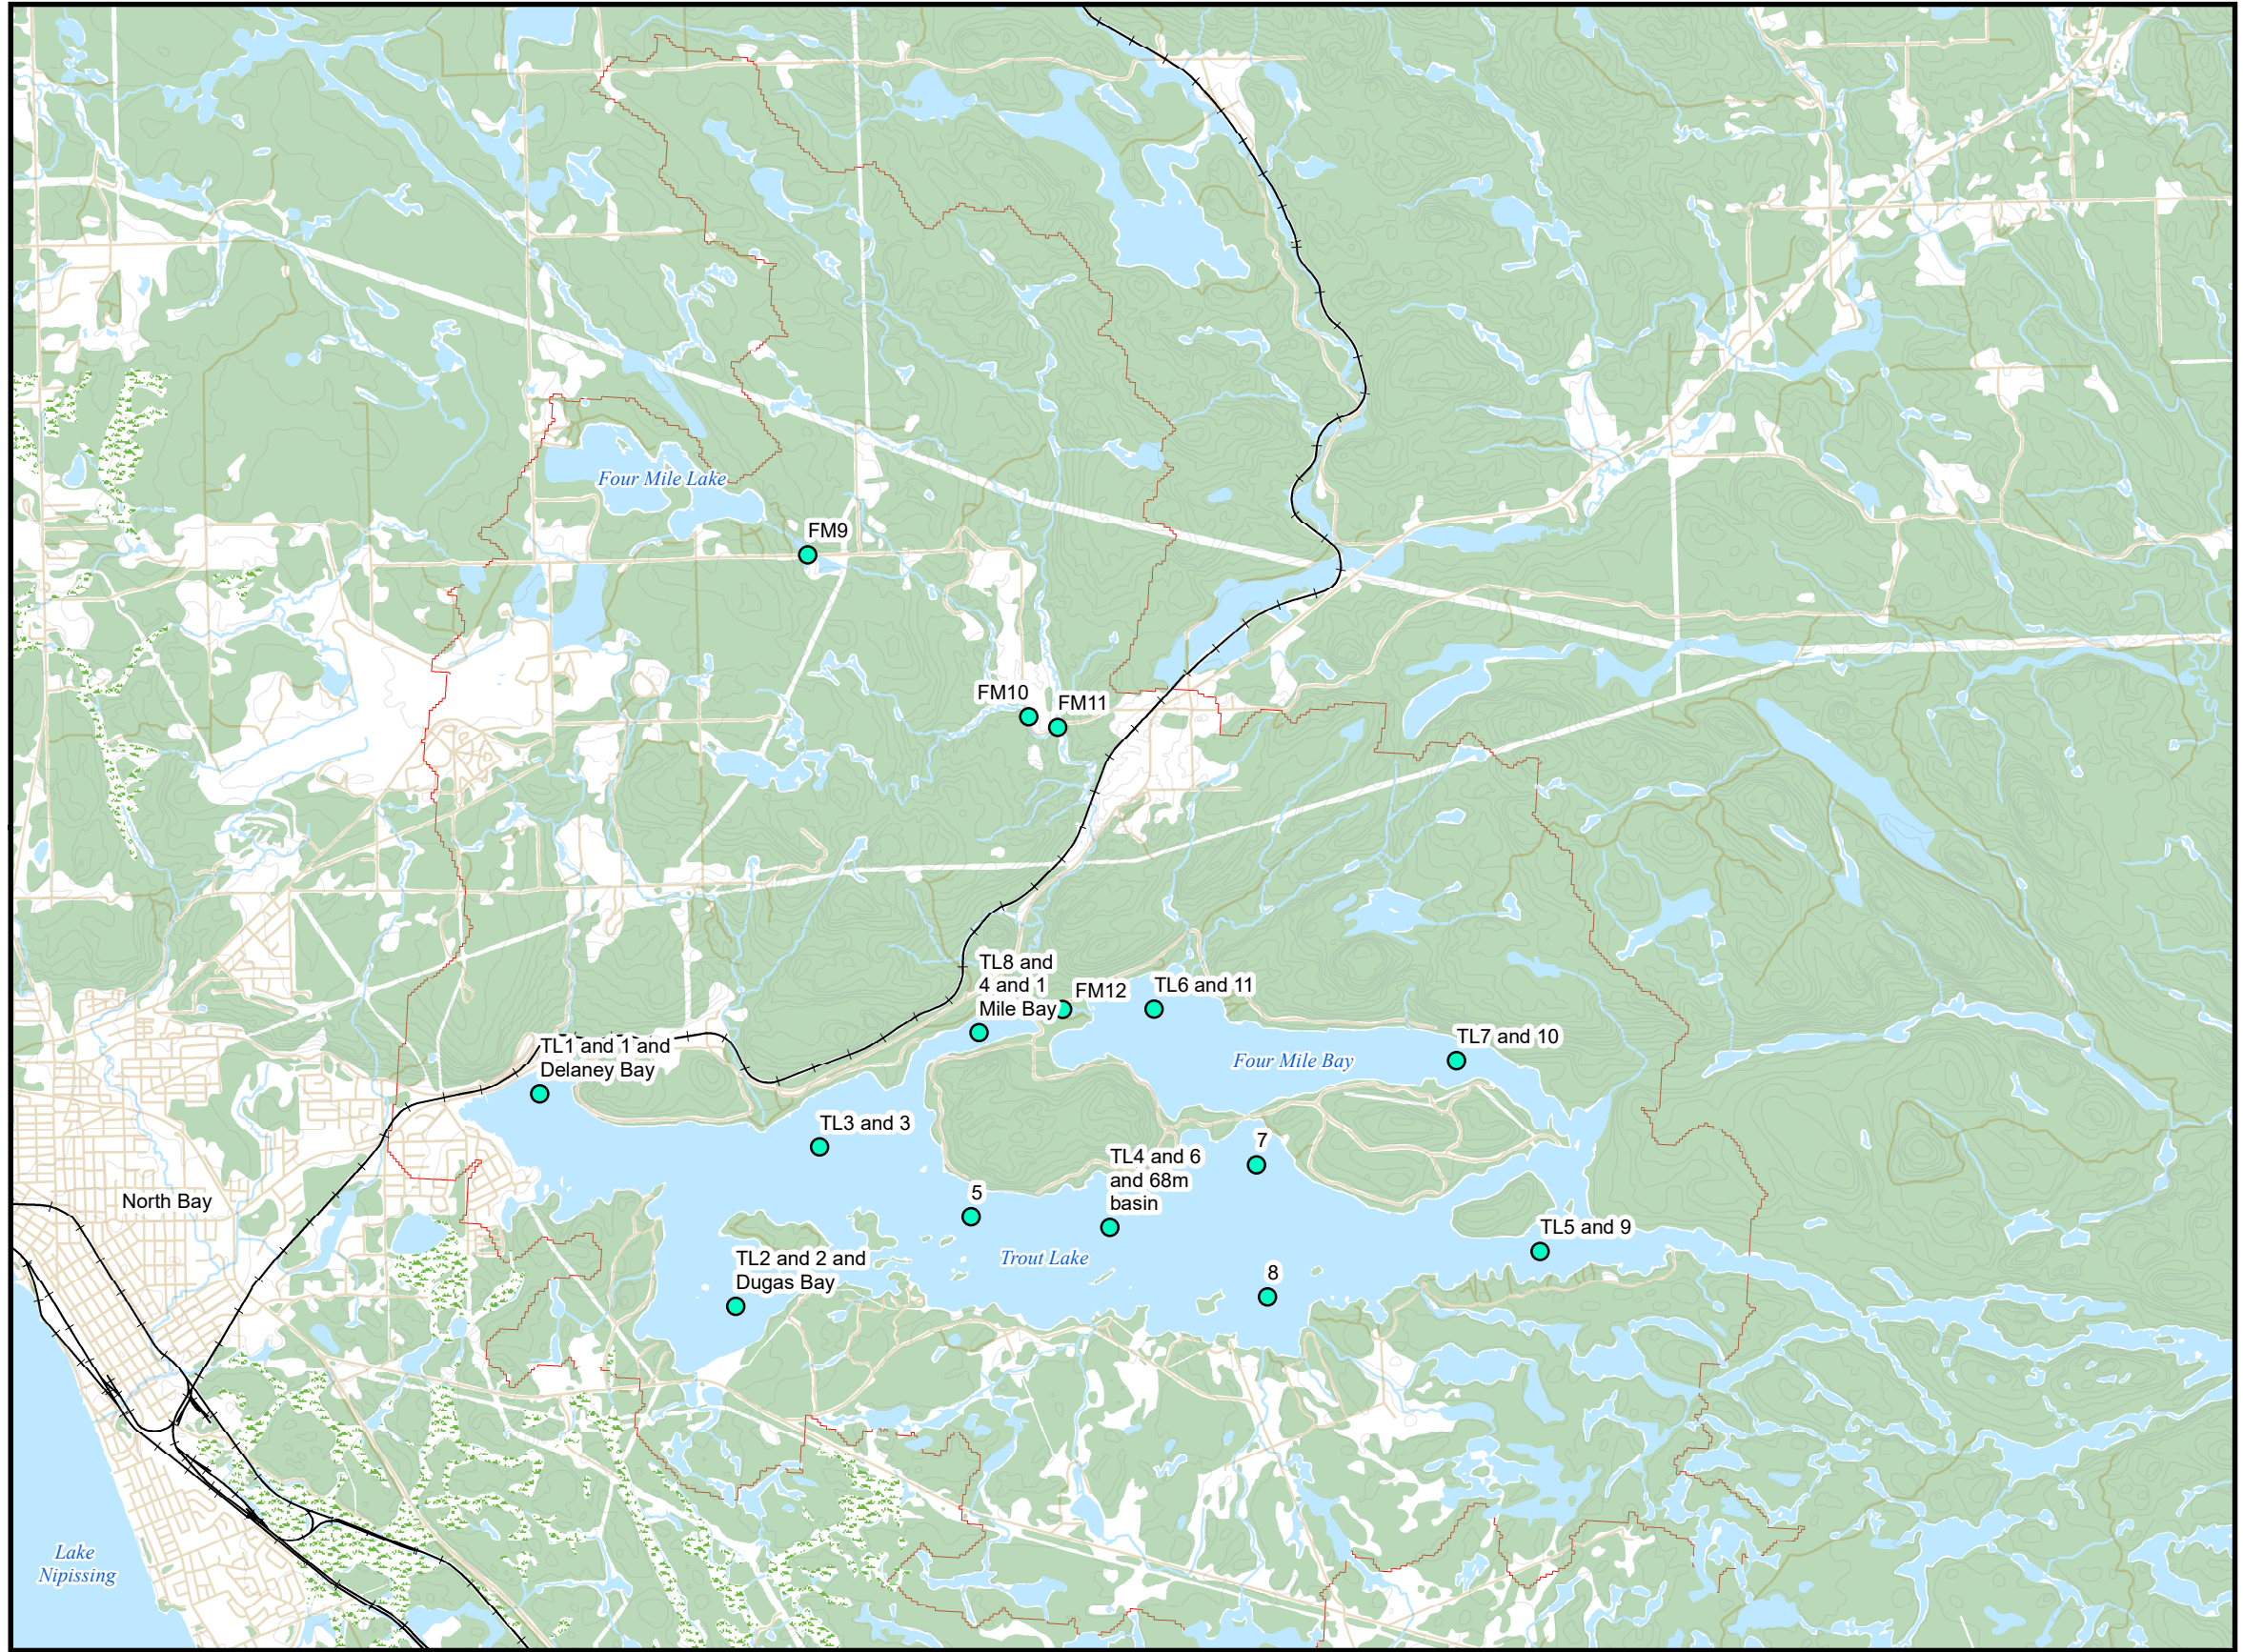 Four Mile Lake
FM9
FM10
FM11
TL8 and
4 and 1
Mile Bay
FM12
TL6 and 11
TL1 and 1 and
Delaney Bay
Four Mile Bay
TL7 and 10
TL3 and 3
7
TL4 and 6
and 68m
basin
5
North Bay
TL2 and 2 and
Dugas Bay
Trout Lake
TL5 and 9
8
Lake
Nipissing